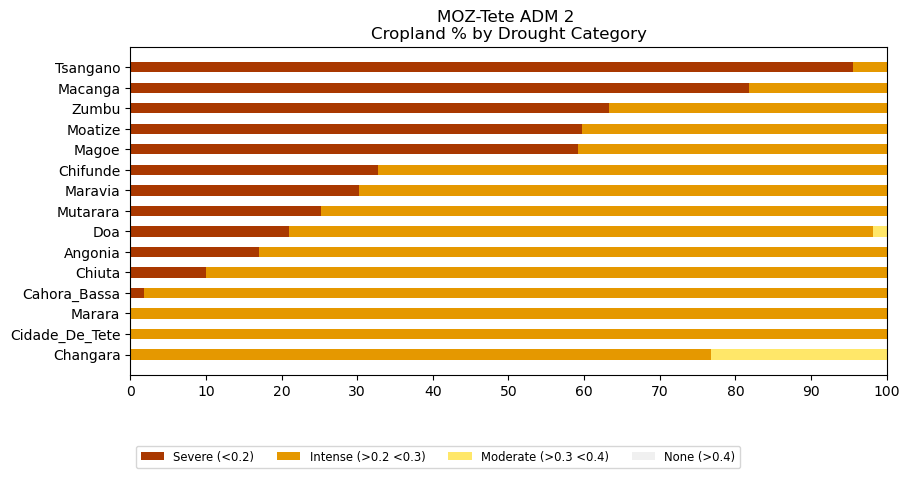 MOZ-Tete ADM 2
Cropland % by Drought Category
Tsangano
Macanga
Zumbu
Moatize
Magoe
Chifunde
Maravia
Mutarara
Doa
Angonia
Chiuta
Cahora_Bassa
Marara
Cidade_De_Tete
Changara
0 10 20 30 40 50 60 70 80 90 100
Severe (<0.2) Intense (>0.2 <0.3) Moderate (>0.3 <0.4) None (>0.4)